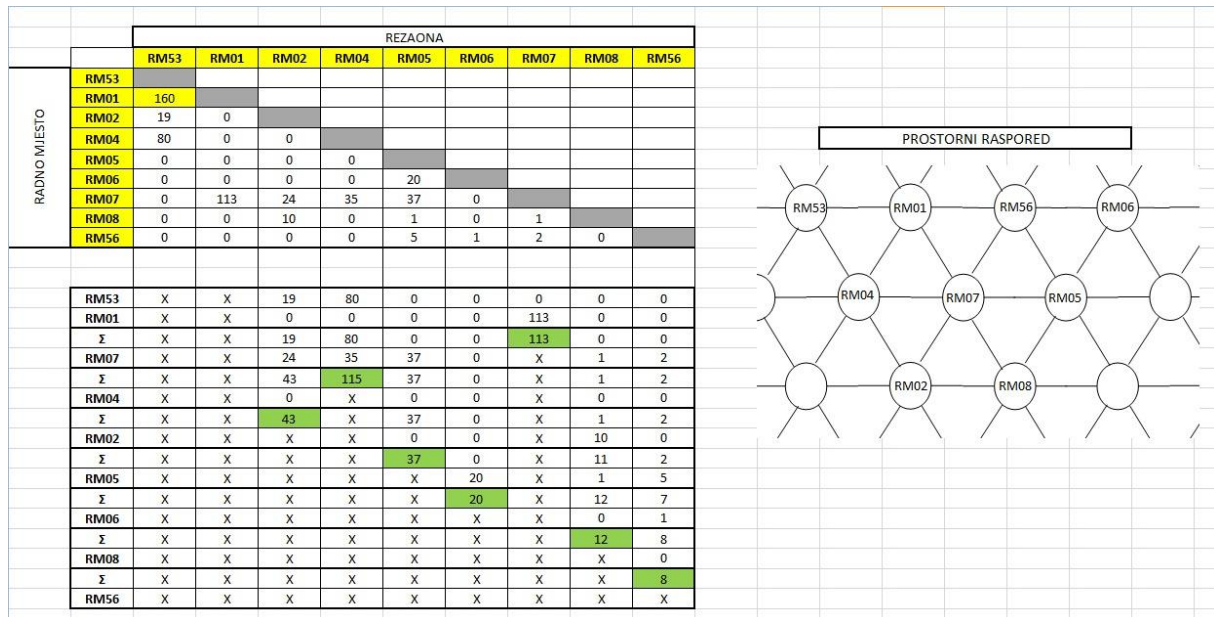 REZAONA
RM53 RM01 RM02 RM04 RM05 RM06 RM07 RM08 RM56
RADNO MJESTO
RM53
RM01 160
RM02 19 0
RM04 80 0 0
RM05 0 0 0 0
RM06 0 0 0 0 20
RM07 0 113 24 35 37 0
RM08 0 0 10 0 1 0 1
RM56 0 0 0 0 5 1 2 0
RM53 X X 19 80 0 0 0 0 0
RM01 X X 0 0 0 0 113 0 0
Σ X X 19 80 0 0 113 0 0
RM07 X X 24 35 37 0 X 1 2
Σ X X 43 115 37 0 X 1 2
RM04 X X 0 X 0 0 X 0 0
Σ X X 43 X 37 0 X 1 2
RM02 X X X X 0 0 X 10 0
Σ X X X X 37 0 X 11 2
RM05 X X X X X 20 X 1 5
Σ X X X X X 20 X 12 7
RM06 X X X X X X X 0 1
Σ X X X X X X X 12 8
RM08 X X X X X X X X 0
Σ X X X X X X X X 8
RM56 X X X X X X X X X
PROSTORNI RASPORED
RM53 RM01 RM56 RM06
RM04 RM07 RM05
RM02 RM08